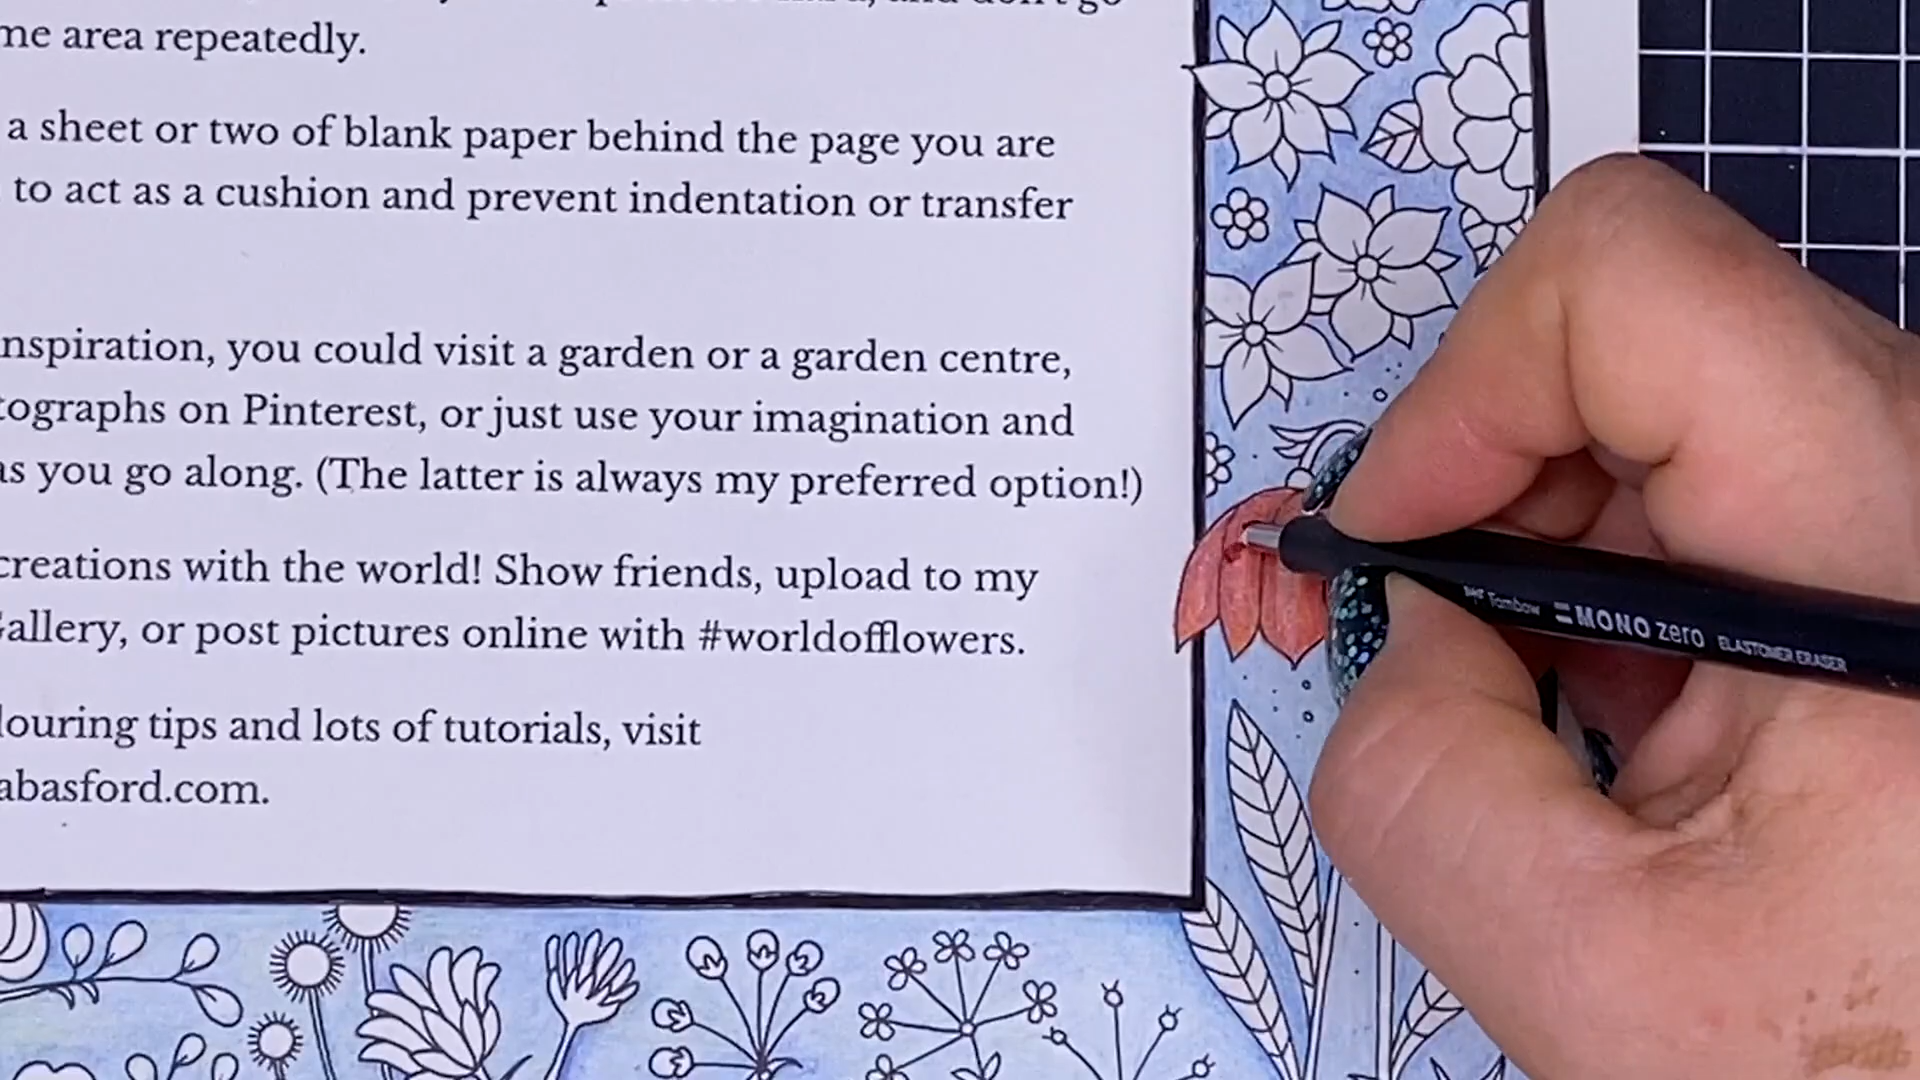 me area repeatedly.
a sheet or two of blank paper behind the page you are
to act as a cushion and prevent indentation or transfer
nspiration, you could visit a garden or a garden centre,
tographs on Pinterest, or just use your imagination and
as you go along. (The latter is always my preferred option!)
creations with the world! Show friends, upload to my
Gallery, or post pictures online with #worldofflowers.
louring tips and lots of tutorials, visit
abasford.com.
Tombow MONO zero ELASTOMER ERASER